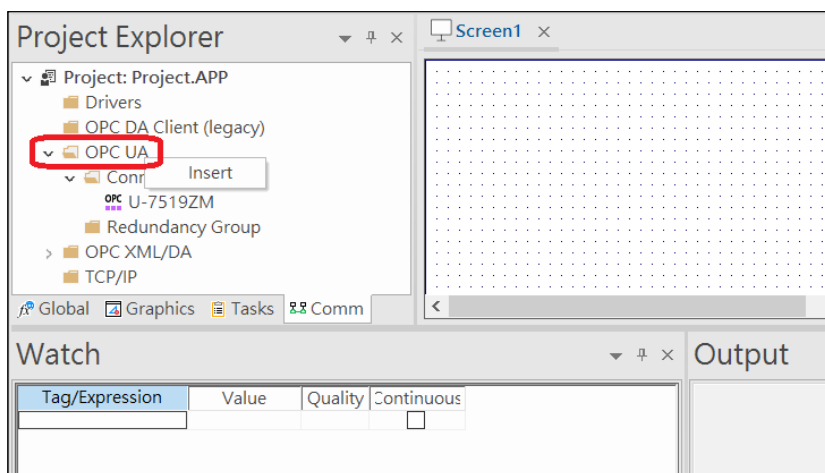 Project Explorer
Screen1
Project: Project.APP
Drivers
OPC DA Client (legacy)
OPC UA
Insert
OPC U-7519ZM
Redundancy Group
OPC XML/DA
TCP/IP
Global Graphics Tasks Comm
Watch
Output
Tag/Expression Value Quality Continuous